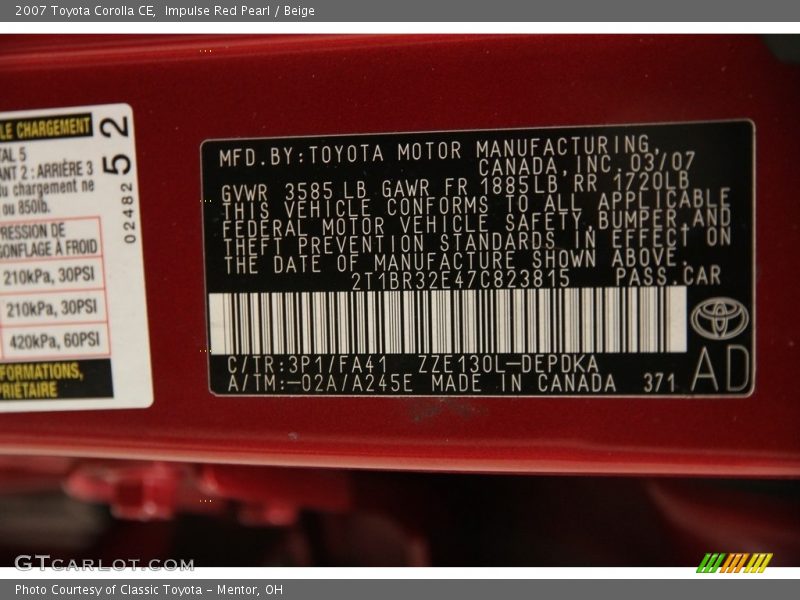 2007 Toyota Corolla CE, Impulse Red Pearl / Beige
LE CHARGEMENT
TAL 5
ANT 2 : ARRIÈRE 3
du chargement ne
ou 850lb.
PRESSION DE
GONFLAGE À FROID
210kPa, 30PSI
210kPa, 30PSI
420kPa, 60PSI
FORMATIONS,
PRIÉTAIRE
52
02482
MFD.BY:TOYOTA MOTOR MANUFACTURING,
CANADA,INC.03/07
GVWR 3585 LB GAWR FR 1885LB RR 1720LB
THIS VEHICLE CONFORMS TO ALL APPLICABLE
FEDERAL MOTOR VEHICLE SAFETY,BUMPER AND
THEFT PREVENTION STANDARDS IN EFFECT ON
THE DATE OF MANUFACTURE SHOWN ABOVE.
2T1BR32E47C823815 PASS.CAR
C/TR:3P1/FA41 ZZE130L-DEPDKA
A/TM:-02A/A245E MADE IN CANADA 371
AD
GTCARLOT.COM
Photo Courtesy of Classic Toyota - Mentor, OH